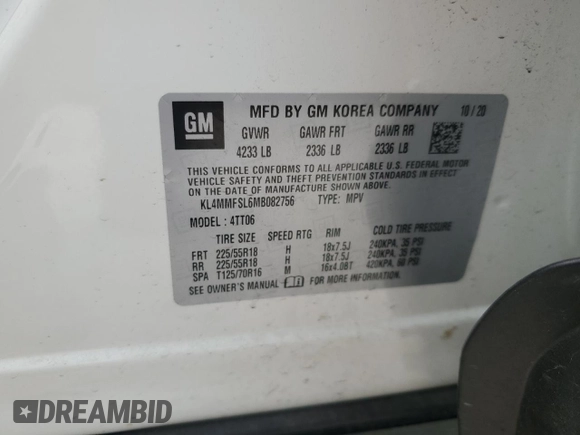 GM
MFD BY GM KOREA COMPANY 10/20
GVWR GAWR FRT GAWR RR
4233 LB 2336 LB 2336 LB
THIS VEHICLE CONFORMS TO ALL APPLICABLE U.S. FEDERAL MOTOR
VEHICLE SAFETY AND THEFT PREVENTION STANDARDS IN EFFECT ON
THE DATE OF MANUFACTURE SHOWN ABOVE.
KL4MMFSL6MB082756 TYPE: MPV
MODEL: 4TT06
TIRE SIZE SPEED RTG RIM COLD TIRE PRESSURE
FRT 225/55R18 H 18x7.5J 240KPA, 35 PSI
RR 225/55R18 H 18x7.5J 240KPA, 35 PSI
SPA T125/70R16 M 16x4.0BT 420KPA, 60 PSI
SEE OWNER'S MANUAL FOR MORE INFORMATION.
DREAMBID